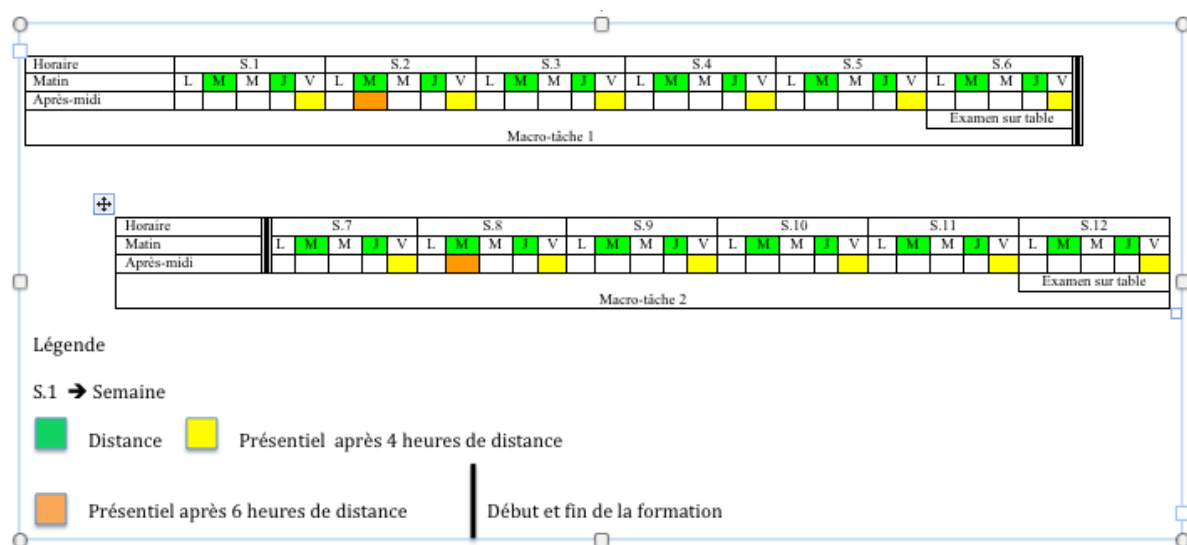 Horaire S.1 S.2 S.3 S.4 S.5 S.6
Matin L M M J V L M M J V L M M J V L M M J V L M M J V L M M J V
Après-midi
Examen sur table
Macro-tâche 1
Horaire S.7 S.8 S.9 S.10 S.11 S.12
Matin L M M J V L M M J V L M M J V L M M J V L M M J V L M M J V
Après-midi
Examen sur table
Macro-tâche 2
Légende
S.1 ➔ Semaine
Distance Présentiel après 4 heures de distance
Présentiel après 6 heures de distance Début et fin de la formation